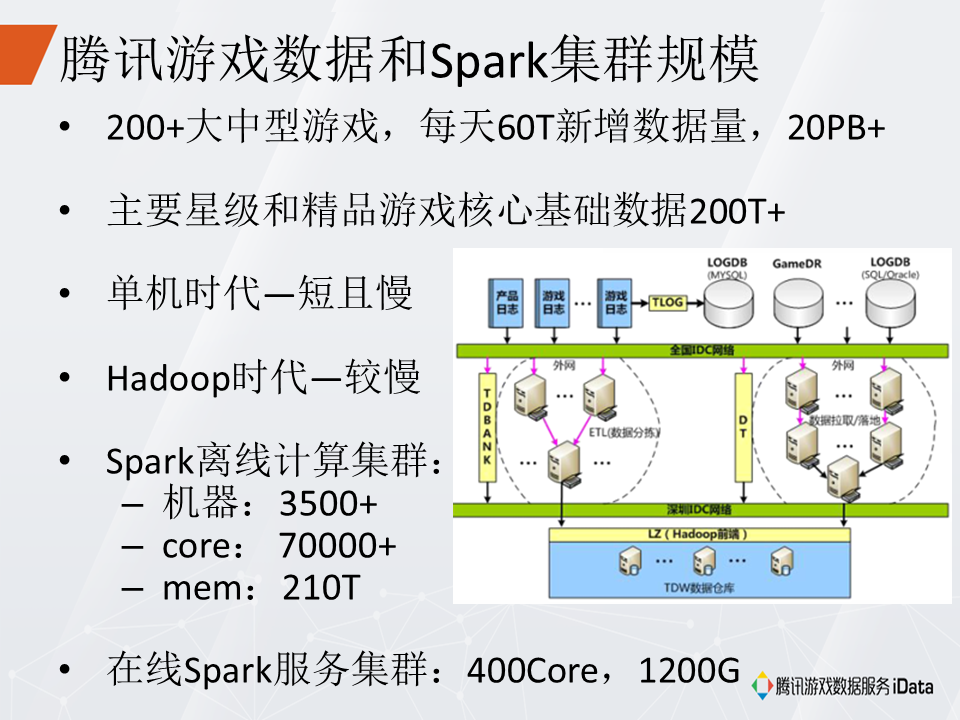 腾讯游戏数据和Spark集群规模
• 200+大中型游戏，每天60T新增数据量，20PB+
• 主要星级和精品游戏核心基础数据200T+
• 单机时代—短且慢
• Hadoop时代—较慢
• Spark离线计算集群：
– 机器：3500+
– core： 70000+
– mem：210T
• 在线Spark服务集群：400Core，1200G
LOGDB
(MYSQL)
GameDR
LOGDB
(SQL/Oracle)
产品
日志
游戏
日志
...
游戏
日志
TLOG
...
全国IDC网络
外网
外网
TDBANK
...
ETL(数据分拣)
... ...
DT
...
数据拉取/落地
...
深圳IDC网络
LZ（Hadoop前端）
... ...
TDW数据仓库
腾讯游戏数据服务 iData